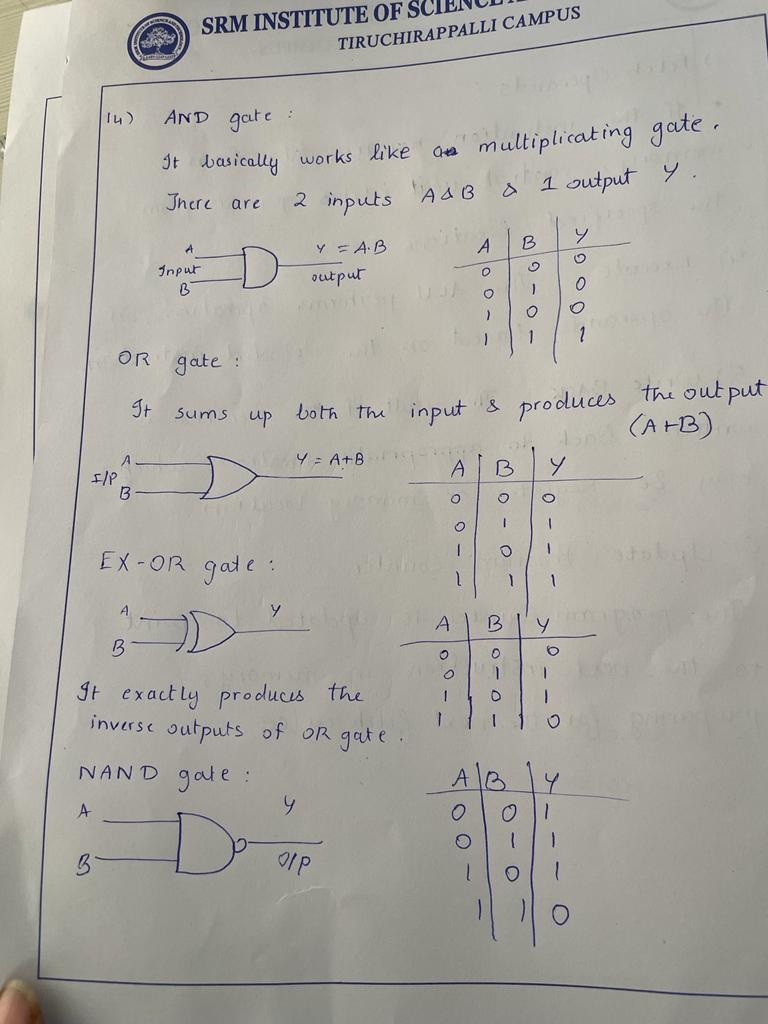 SRM INSTITUTE OF SCIENCE
TIRUCHIRAPPALLI CAMPUS
14) AND gate :
It basically works like a multiplicating gate.
There are 2 inputs A & B & 1 output Y.
A
Input
B
Y = A.B
output
A B Y
0 0 0
0 1 0
1 0 0
1 1 1
OR gate :
It sums up both the input & produces the output
(A+B)
I/P
A
B
Y = A+B
A B Y
0 0 0
0 1 1
1 0 1
1 1 1
EX-OR gate :
A
B
Y
A B Y
0 0 0
0 1 1
1 0 1
1 1 0
It exactly produces the
inverse outputs of OR gate.
NAND gate :
A
B
Y
O/P
A B Y
0 0 1
0 1 1
1 0 1
1 1 0